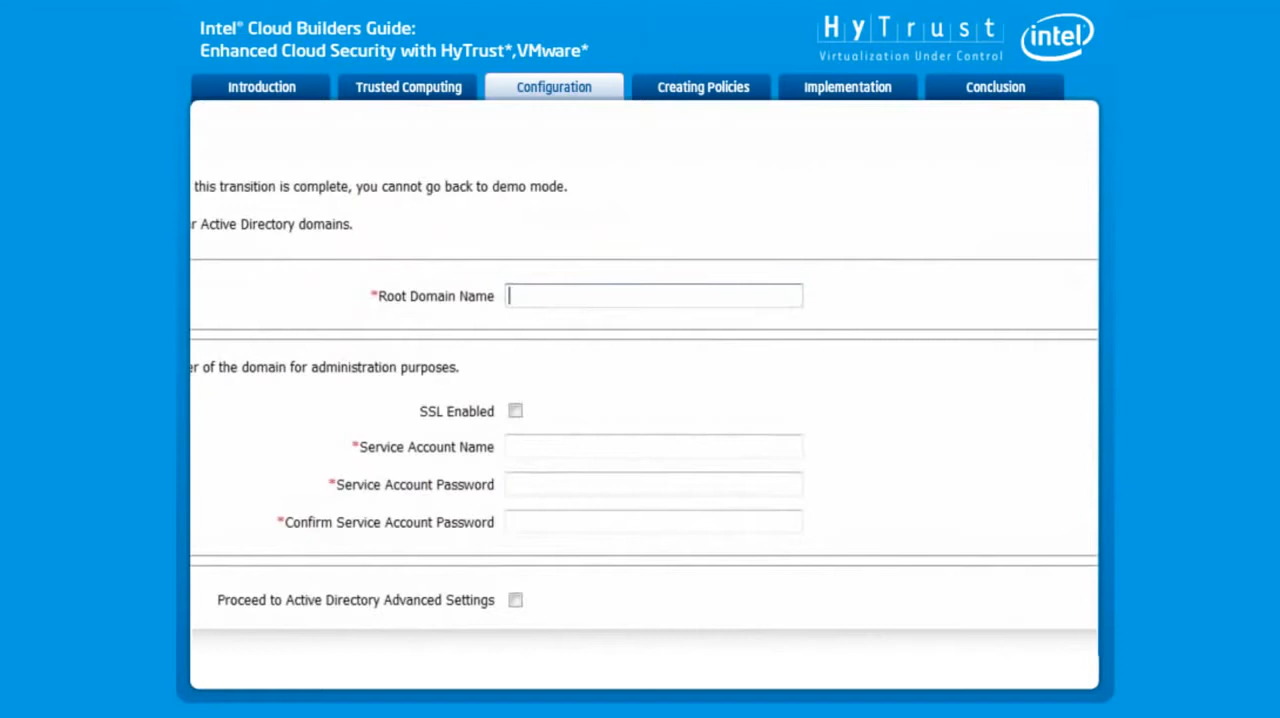 Intel® Cloud Builders Guide:
Enhanced Cloud Security with HyTrust*,VMware*
HyTrust
Virtualization Under Control
intel
Introduction
Trusted Computing
Configuration
Creating Policies
Implementation
Conclusion
this transition is complete, you cannot go back to demo mode.
r Active Directory domains.
*Root Domain Name
er of the domain for administration purposes.
SSL Enabled
*Service Account Name
*Service Account Password
*Confirm Service Account Password
Proceed to Active Directory Advanced Settings